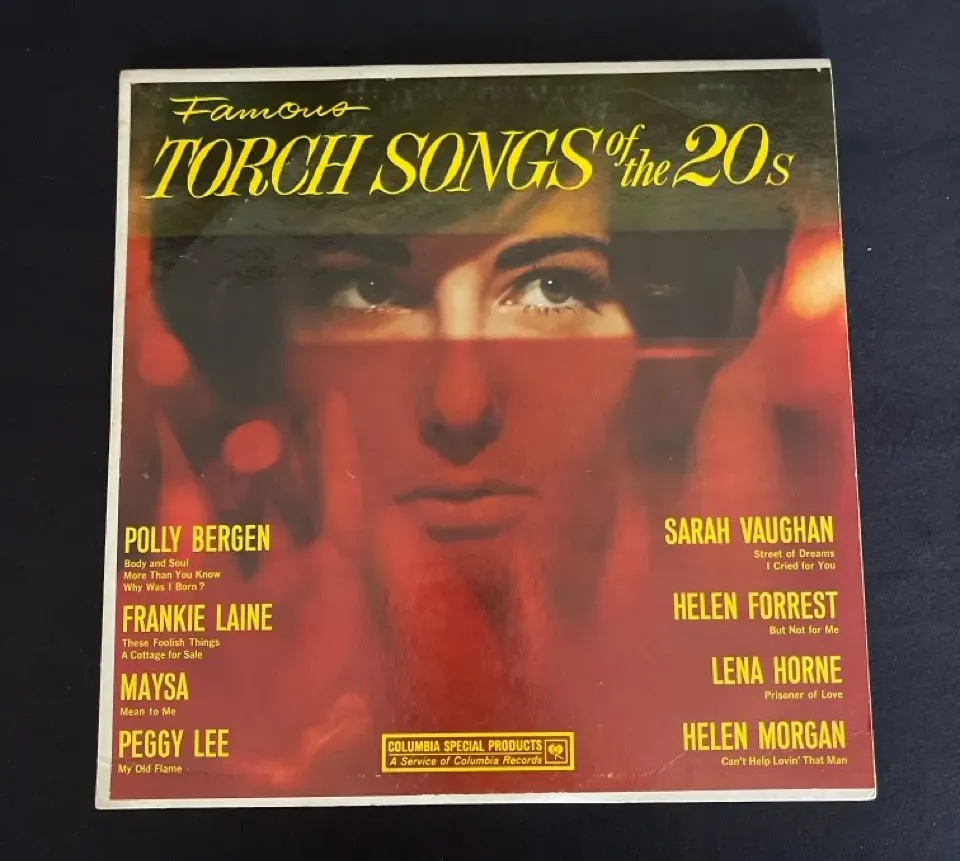 Famous
TORCH SONGS of the 20s
POLLY BERGEN
Body and Soul
More Than You Know
Why Was I Born?
FRANKIE LAINE
These Foolish Things
A Cottage for Sale
MAYSA
Mean to Me
PEGGY LEE
My Old Flame
SARAH VAUGHAN
Street of Dreams
I Cried for You
HELEN FORREST
But Not for Me
LENA HORNE
Prisoner of Love
HELEN MORGAN
Can't Help Lovin' That Man
COLUMBIA SPECIAL PRODUCTS
A Service of Columbia Records